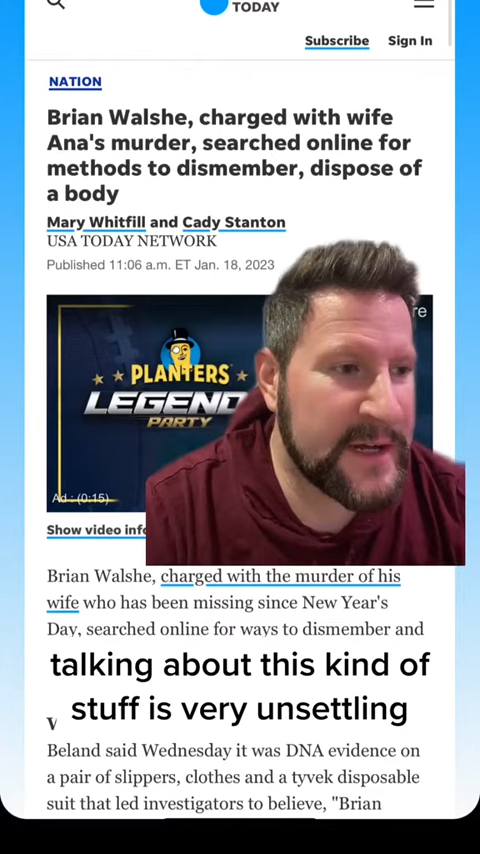 TODAY
Subscribe Sign In
NATION
Brian Walshe, charged with wife
Ana's murder, searched online for
methods to dismember, dispose of
a body
Mary Whitfill and Cady Stanton
USA TODAY NETWORK
Published 11:06 a.m. ET Jan. 18, 2023
re
PLANTERS
LEGEND
PARTY
Ad : (0:15)
Show video info
Brian Walshe, charged with the murder of his
wife who has been missing since New Year's
Day, searched online for ways to dismember and
talking about this kind of
stuff is very unsettling
Beland said Wednesday it was DNA evidence on
a pair of slippers, clothes and a tyvek disposable
suit that led investigators to believe, "Brian